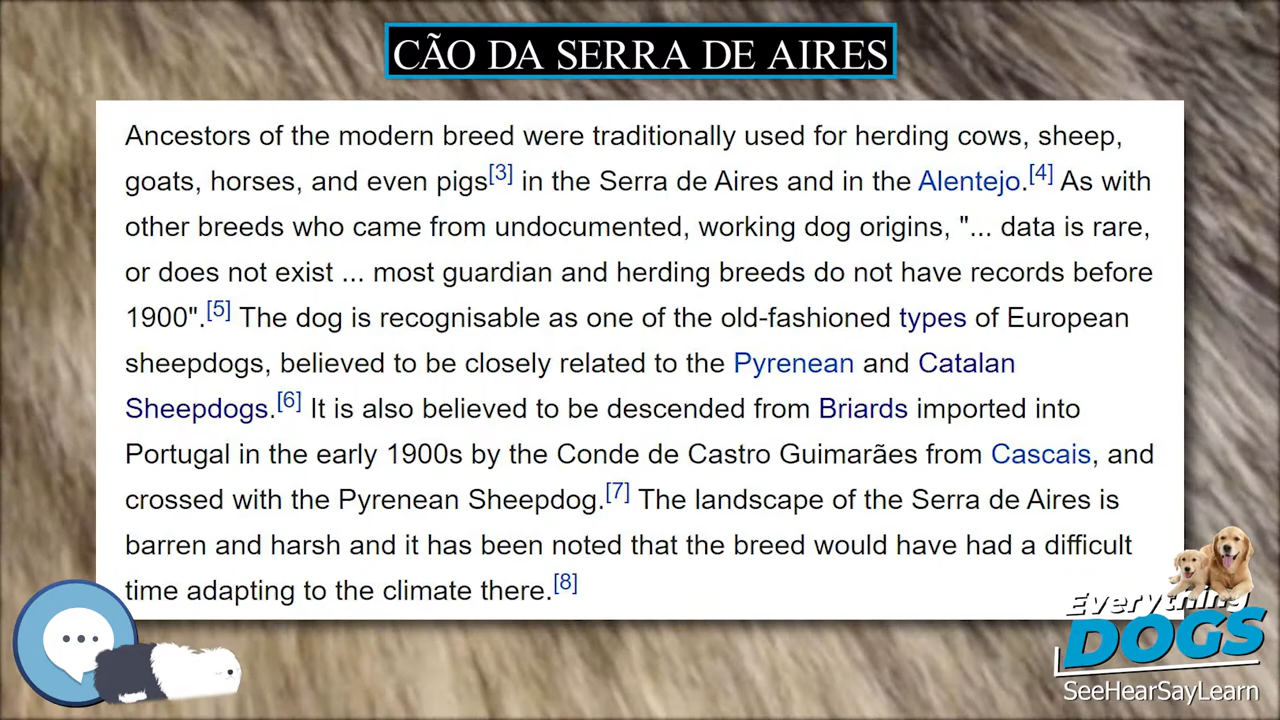 CÃO DA SERRA DE AIRES
Ancestors of the modern breed were traditionally used for herding cows, sheep,
goats, horses, and even pigs[3] in the Serra de Aires and in the Alentejo.[4] As with
other breeds who came from undocumented, working dog origins, "... data is rare,
or does not exist ... most guardian and herding breeds do not have records before
1900".[5] The dog is recognisable as one of the old-fashioned types of European
sheepdogs, believed to be closely related to the Pyrenean and Catalan
Sheepdogs.[6] It is also believed to be descended from Briards imported into
Portugal in the early 1900s by the Conde de Castro Guimarães from Cascais, and
crossed with the Pyrenean Sheepdog.[7] The landscape of the Serra de Aires is
barren and harsh and it has been noted that the breed would have had a difficult
time adapting to the climate there.[8]
Everything
DOGS
SeeHearSayLearn